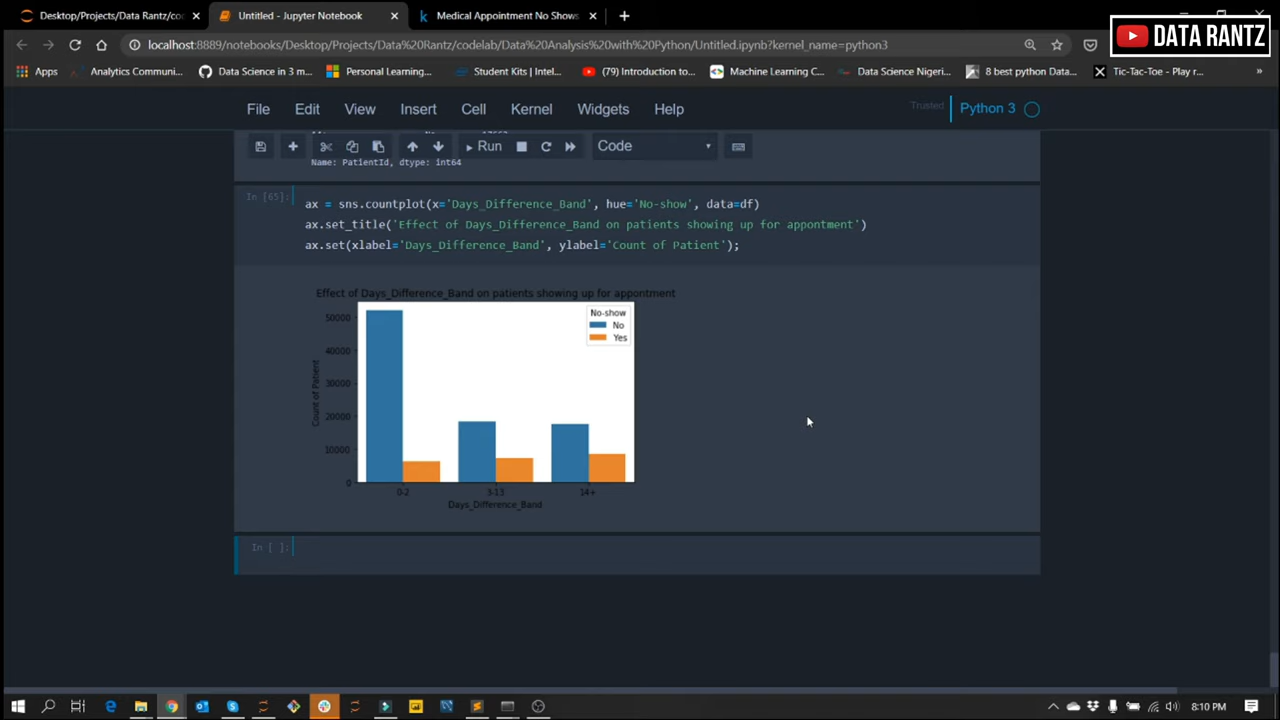 Desktop/Projects/Data Rantz/co
Untitled - Jupyter Notebook
Medical Appointment No Shows
DATA RANTZ
localhost:8889/notebooks/Desktop/Projects/Data%20Rantz/codelab/Data%20Analysis%20with%20Python/Untitled.ipynb?kernel_name=python3
Apps
Analytics Communi...
Data Science in 3 m...
Personal Learning...
Student Kits | Intel...
(79) Introduction to...
Machine Learning C...
Data Science Nigeri...
8 best python Data...
Tic-Tac-Toe - Play r...
»
File Edit View Insert Cell Kernel Widgets Help
Trusted
Python 3
Run
Code
Name: PatientId, dtype: int64
In [65]:
ax = sns.countplot(x='Days_Difference_Band', hue='No-show', data=df)
ax.set_title('Effect of Days_Difference_Band on patients showing up for appontment')
ax.set(xlabel='Days_Difference_Band', ylabel='Count of Patient');
Effect of Days_Difference_Band on patients showing up for appontment
No-show
No
Yes
50000
40000
30000
20000
10000
0
Count of Patient
0-2 3-13 14+
Days_Difference_Band
In [ ]:
8:10 PM